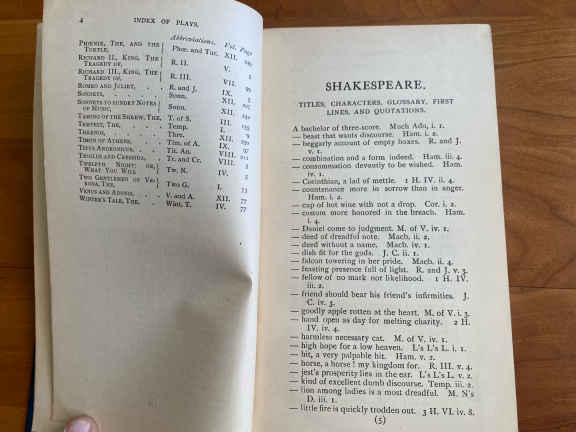 4 INDEX OF PLAYS.
Abbreviations. Vol. Page
PHŒNIX, THE, AND THE
TURTLE, Phœ. and Tur. XII.
RICHARD II., KING, THE
TRAGEDY OF, R. II. V.
RICHARD III., KING, THE
TRAGEDY OF, R. III. VII.
ROMEO AND JULIET, R. and J. IX.
SONNETS, Sonn. XII.
SONNETS TO SUNDRY NOTES
OF MUSIC, Sonn. XII.
TAMING OF THE SHREW, THE, T. of S. III.
TEMPEST, THE, Temp. I.
THRENOS, Thre. XII.
TIMON OF ATHENS, Tim. of A. IX.
TITUS ANDRONICUS, Tit. An. VIII.
TROILUS AND CRESSIDA, Tr. and Cr. VIII.
TWELFTH NIGHT; OR,
WHAT YOU WILL Tw. N. IV.
TWO GENTLEMEN OF VE-
RONA, THE, Two G. I.
VENUS AND ADONIS, V. and A. XII. 77
WINTER'S TALE, THE, Wint. T. IV. 77
SHAKESPEARE.
TITLES, CHARACTERS, GLOSSARY, FIRST
LINES, AND QUOTATIONS.
A bachelor of three-score. Much Ado, i. 1.
— beast that wants discourse. Ham. i. 2.
— beggarly account of empty boxes. R. and J.
v. 1.
— combination and a form indeed. Ham. iii. 4.
— consummation devoutly to be wished. Ham.
iv. 1.
— Corinthian, a lad of mettle. 1 H. IV. ii. 4.
— countenance more in sorrow than in anger.
Ham. i. 2.
— cup of hot wine with not a drop. Cor. i. 2.
— custom more honored in the breach. Ham.
i. 4.
— Daniel come to judgment. M. of V. iv. 1.
— deed of dreadful note. Macb. ii. 2.
— deed without a name. Macb. iv. 1.
— dish fit for the gods. J. C. ii. 1.
— falcon towering in her pride. Macb. ii. 4.
— feasting presence full of light. R. and J. v. 3.
— fellow of no mark nor likelihood. 1 H. IV.
iii. 2.
— friend should bear his friend's infirmities. J.
C. iv. 3.
— goodly apple rotten at the heart. M. of V. i. 3.
— hand open as day for melting charity. 2 H.
IV. iv. 4.
— harmless necessary cat. M. of V. iv. 1.
— high hope for a low heaven. L's L's L. i. 1.
— hit, a very palpable hit. Ham. v. 2.
— horse, a horse! my kingdom for. R. III. v. 4.
— jest's prosperity lies in the ear. L's L's L. v. 2.
— kind of excellent dumb discourse. Temp. iii. 2.
— lion among ladies is a most dreadful. M. N's
D. iii. 1.
— little fire is quickly trodden out. 3 H. VI. iv. 8.
(5)